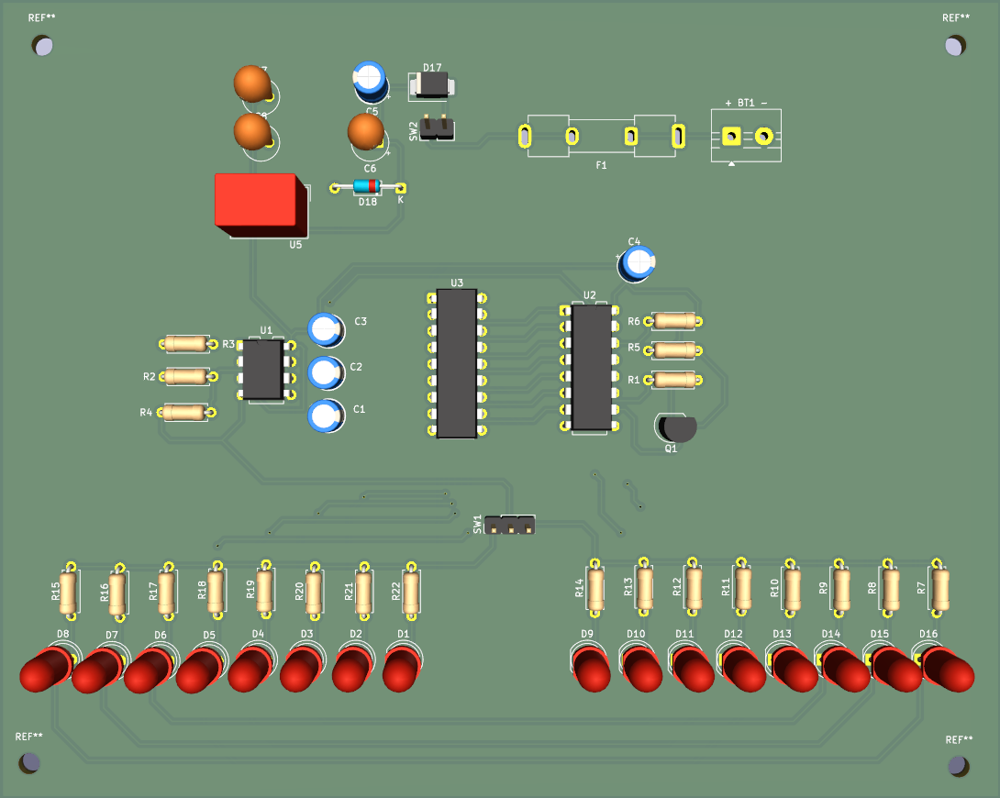 REF**
REF**
D17
C5
+
SW2
+ BT1 -
C6
+
F1
D18
K
U5
C4
+
U3
U2
C3
R6
U1
R3
R5
C2
R2
R1
C1
R4
Q1
SW1
R15
R16
R17
R18
R19
R20
R21
R22
R14
R13
R12
R11
R10
R9
R8
R7
D8
D7
D6
D5
D4
D3
D2
D1
D9
D10
D11
D12
D13
D14
D15
D16
REF**
REF**